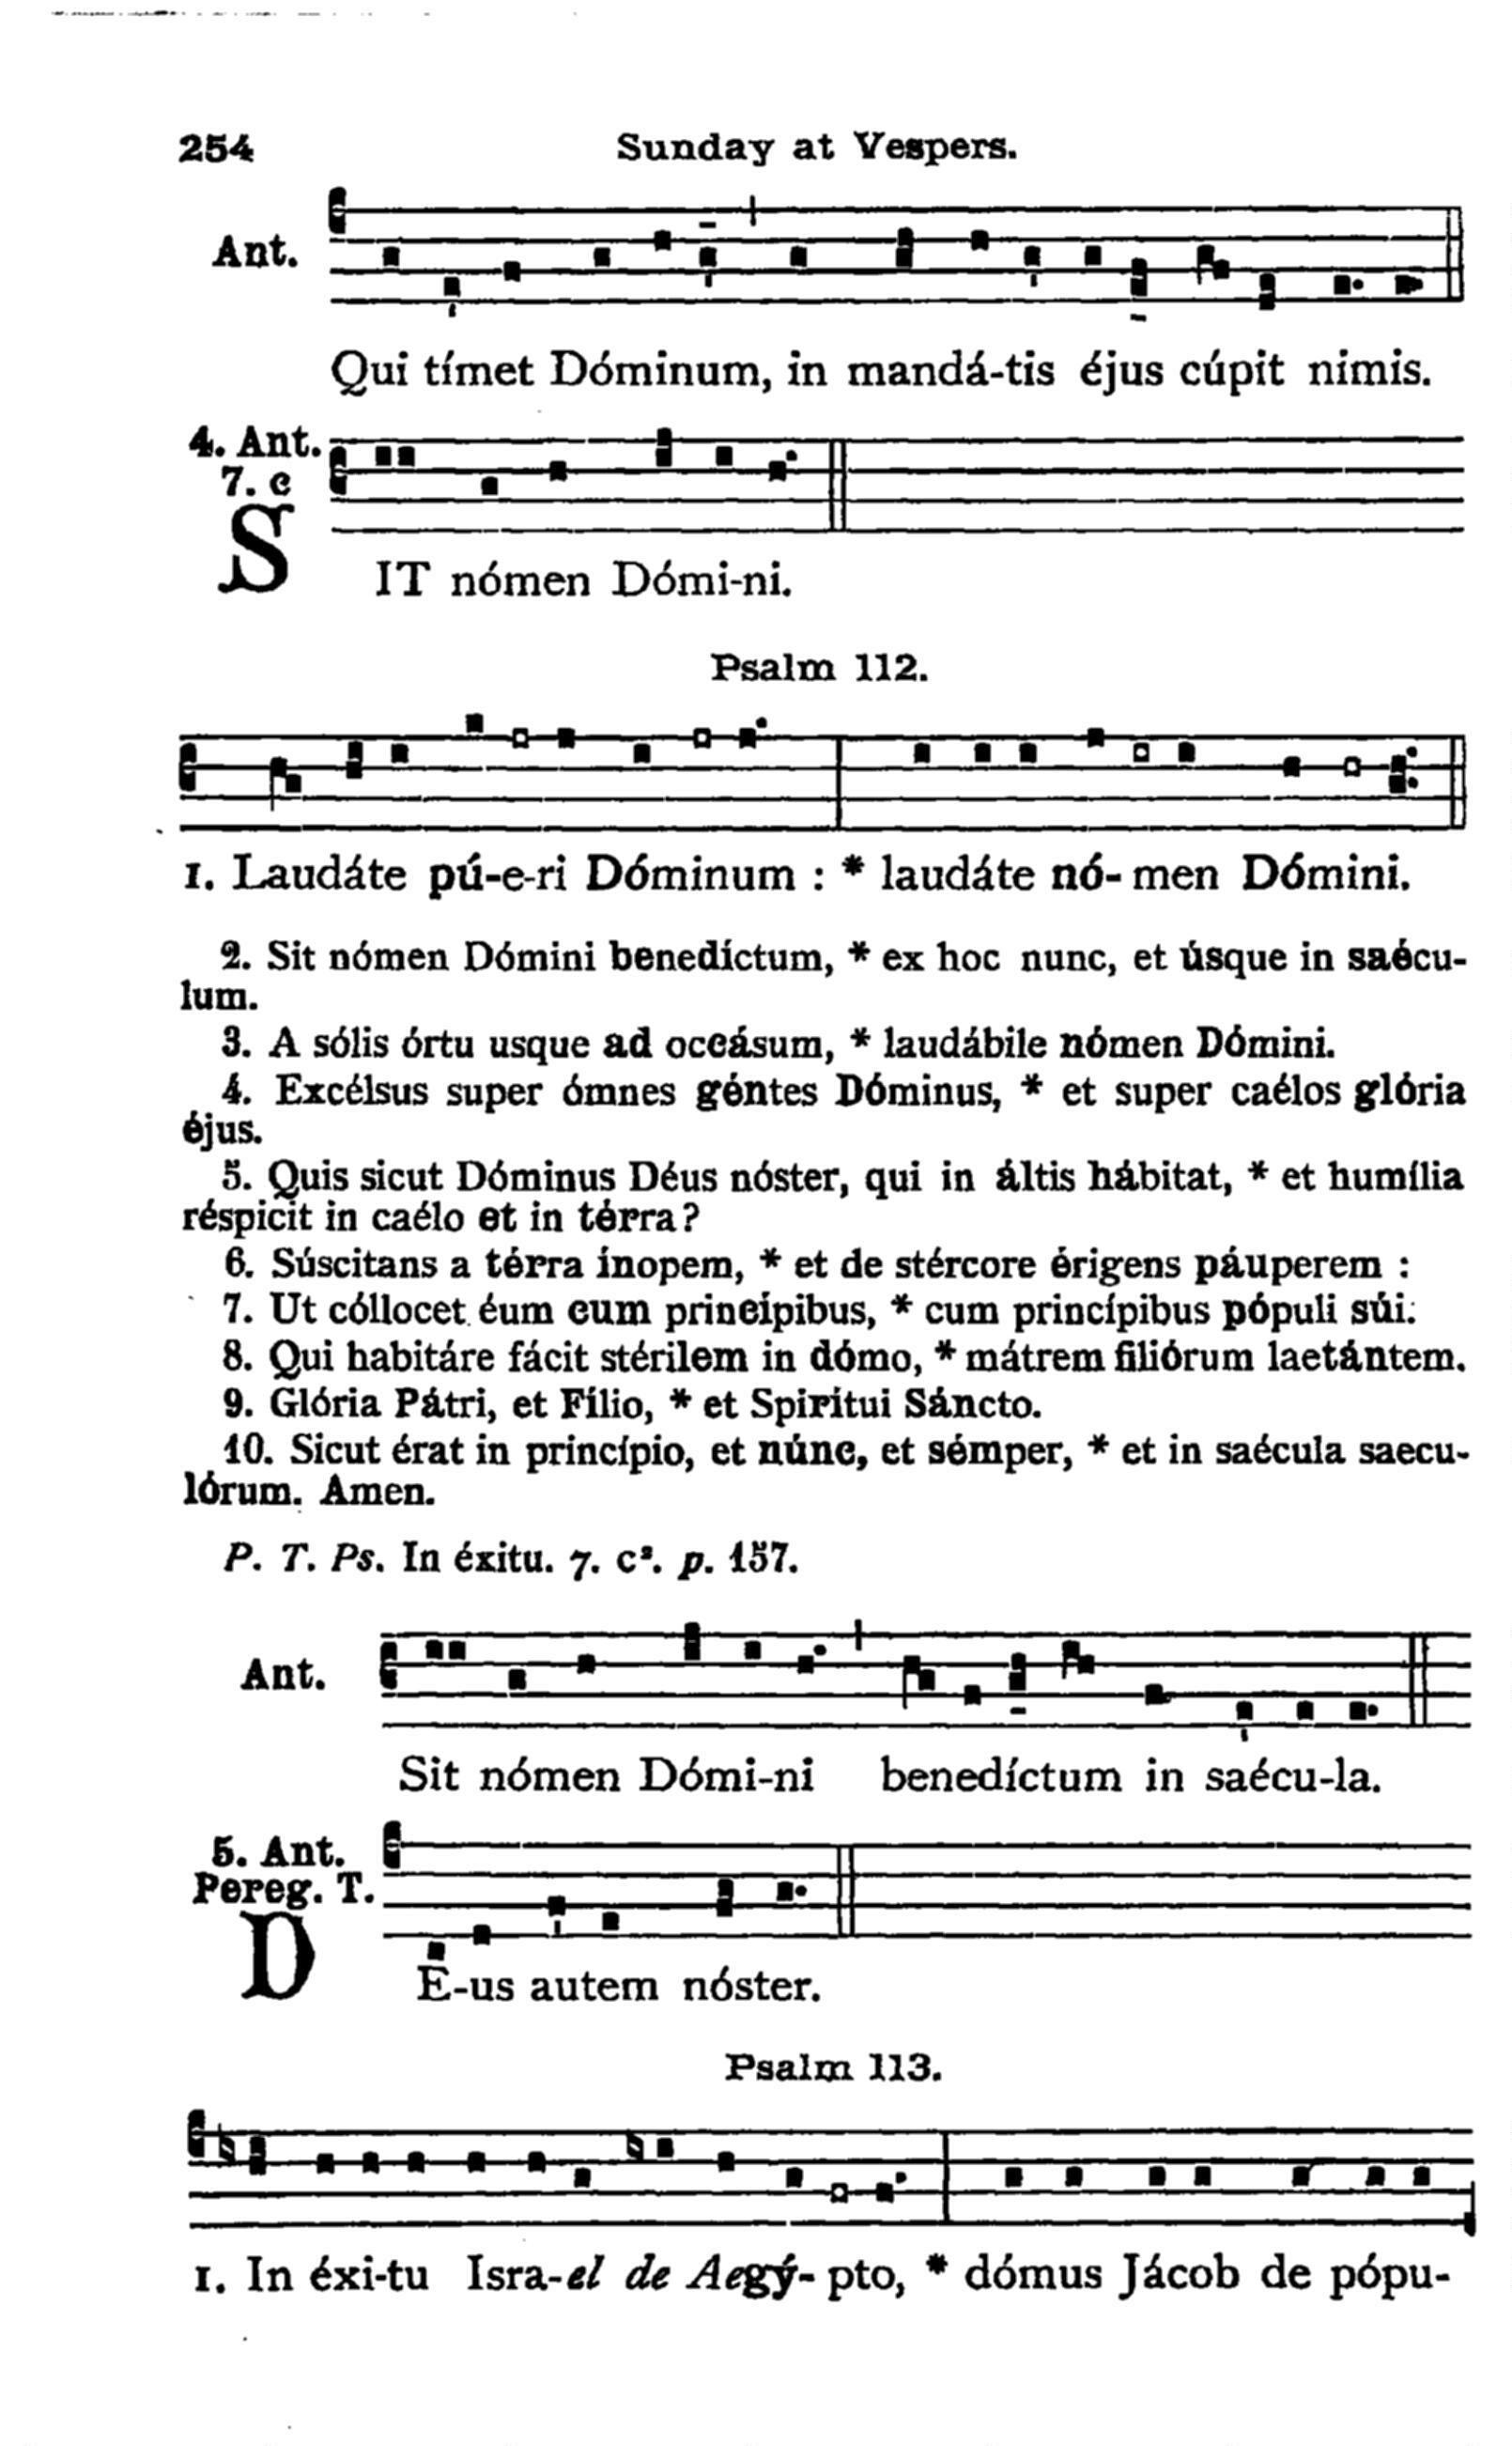 254 Sunday at Vespers.
Ant.
Qui tímet Dóminum, in mandá-tis éjus cúpit nimis.
4. Ant.
7. c
SIT nómen Dómi-ni.
Psalm 112.
1. Laudáte pú-e-ri Dóminum : * laudáte nó- men Dómini.
2. Sit nómen Dómini benedíctum, * ex hoc nunc, et úsque in saécu-
lum.
3. A sólis órtu usque ad occásum, * laudábile nómen Dómini.
4. Excélsus super ómnes géntes Dóminus, * et super caélos glória
éjus.
5. Quis sicut Dóminus Déus nóster, qui in áltis hábitat, * et humília
réspicit in caélo et in térra?
6. Súscitans a térra ínopem, * et de stércore érigens páuperem :
7. Ut cóllocet éum cum princípibus, * cum princípibus pópuli súi.
8. Qui habitáre fácit stérilem in dómo, * mátrem filiórum laetántem.
9. Glória Pátri, et Fílio, * et Spirítui Sáncto.
10. Sicut érat in princípio, et núnc, et sémper, * et in saécula saecu-
lórum. Amen.
P. T. Ps. In éxitu. 7. c². p. 157.
Ant.
Sit nómen Dómi-ni benedíctum in saécu-la.
5. Ant.
Pereg. T.
DE-us autem nóster.
Psalm 113.
1. In éxi-tu Isra-el de Aegý- pto, * dómus Jácob de pópu-